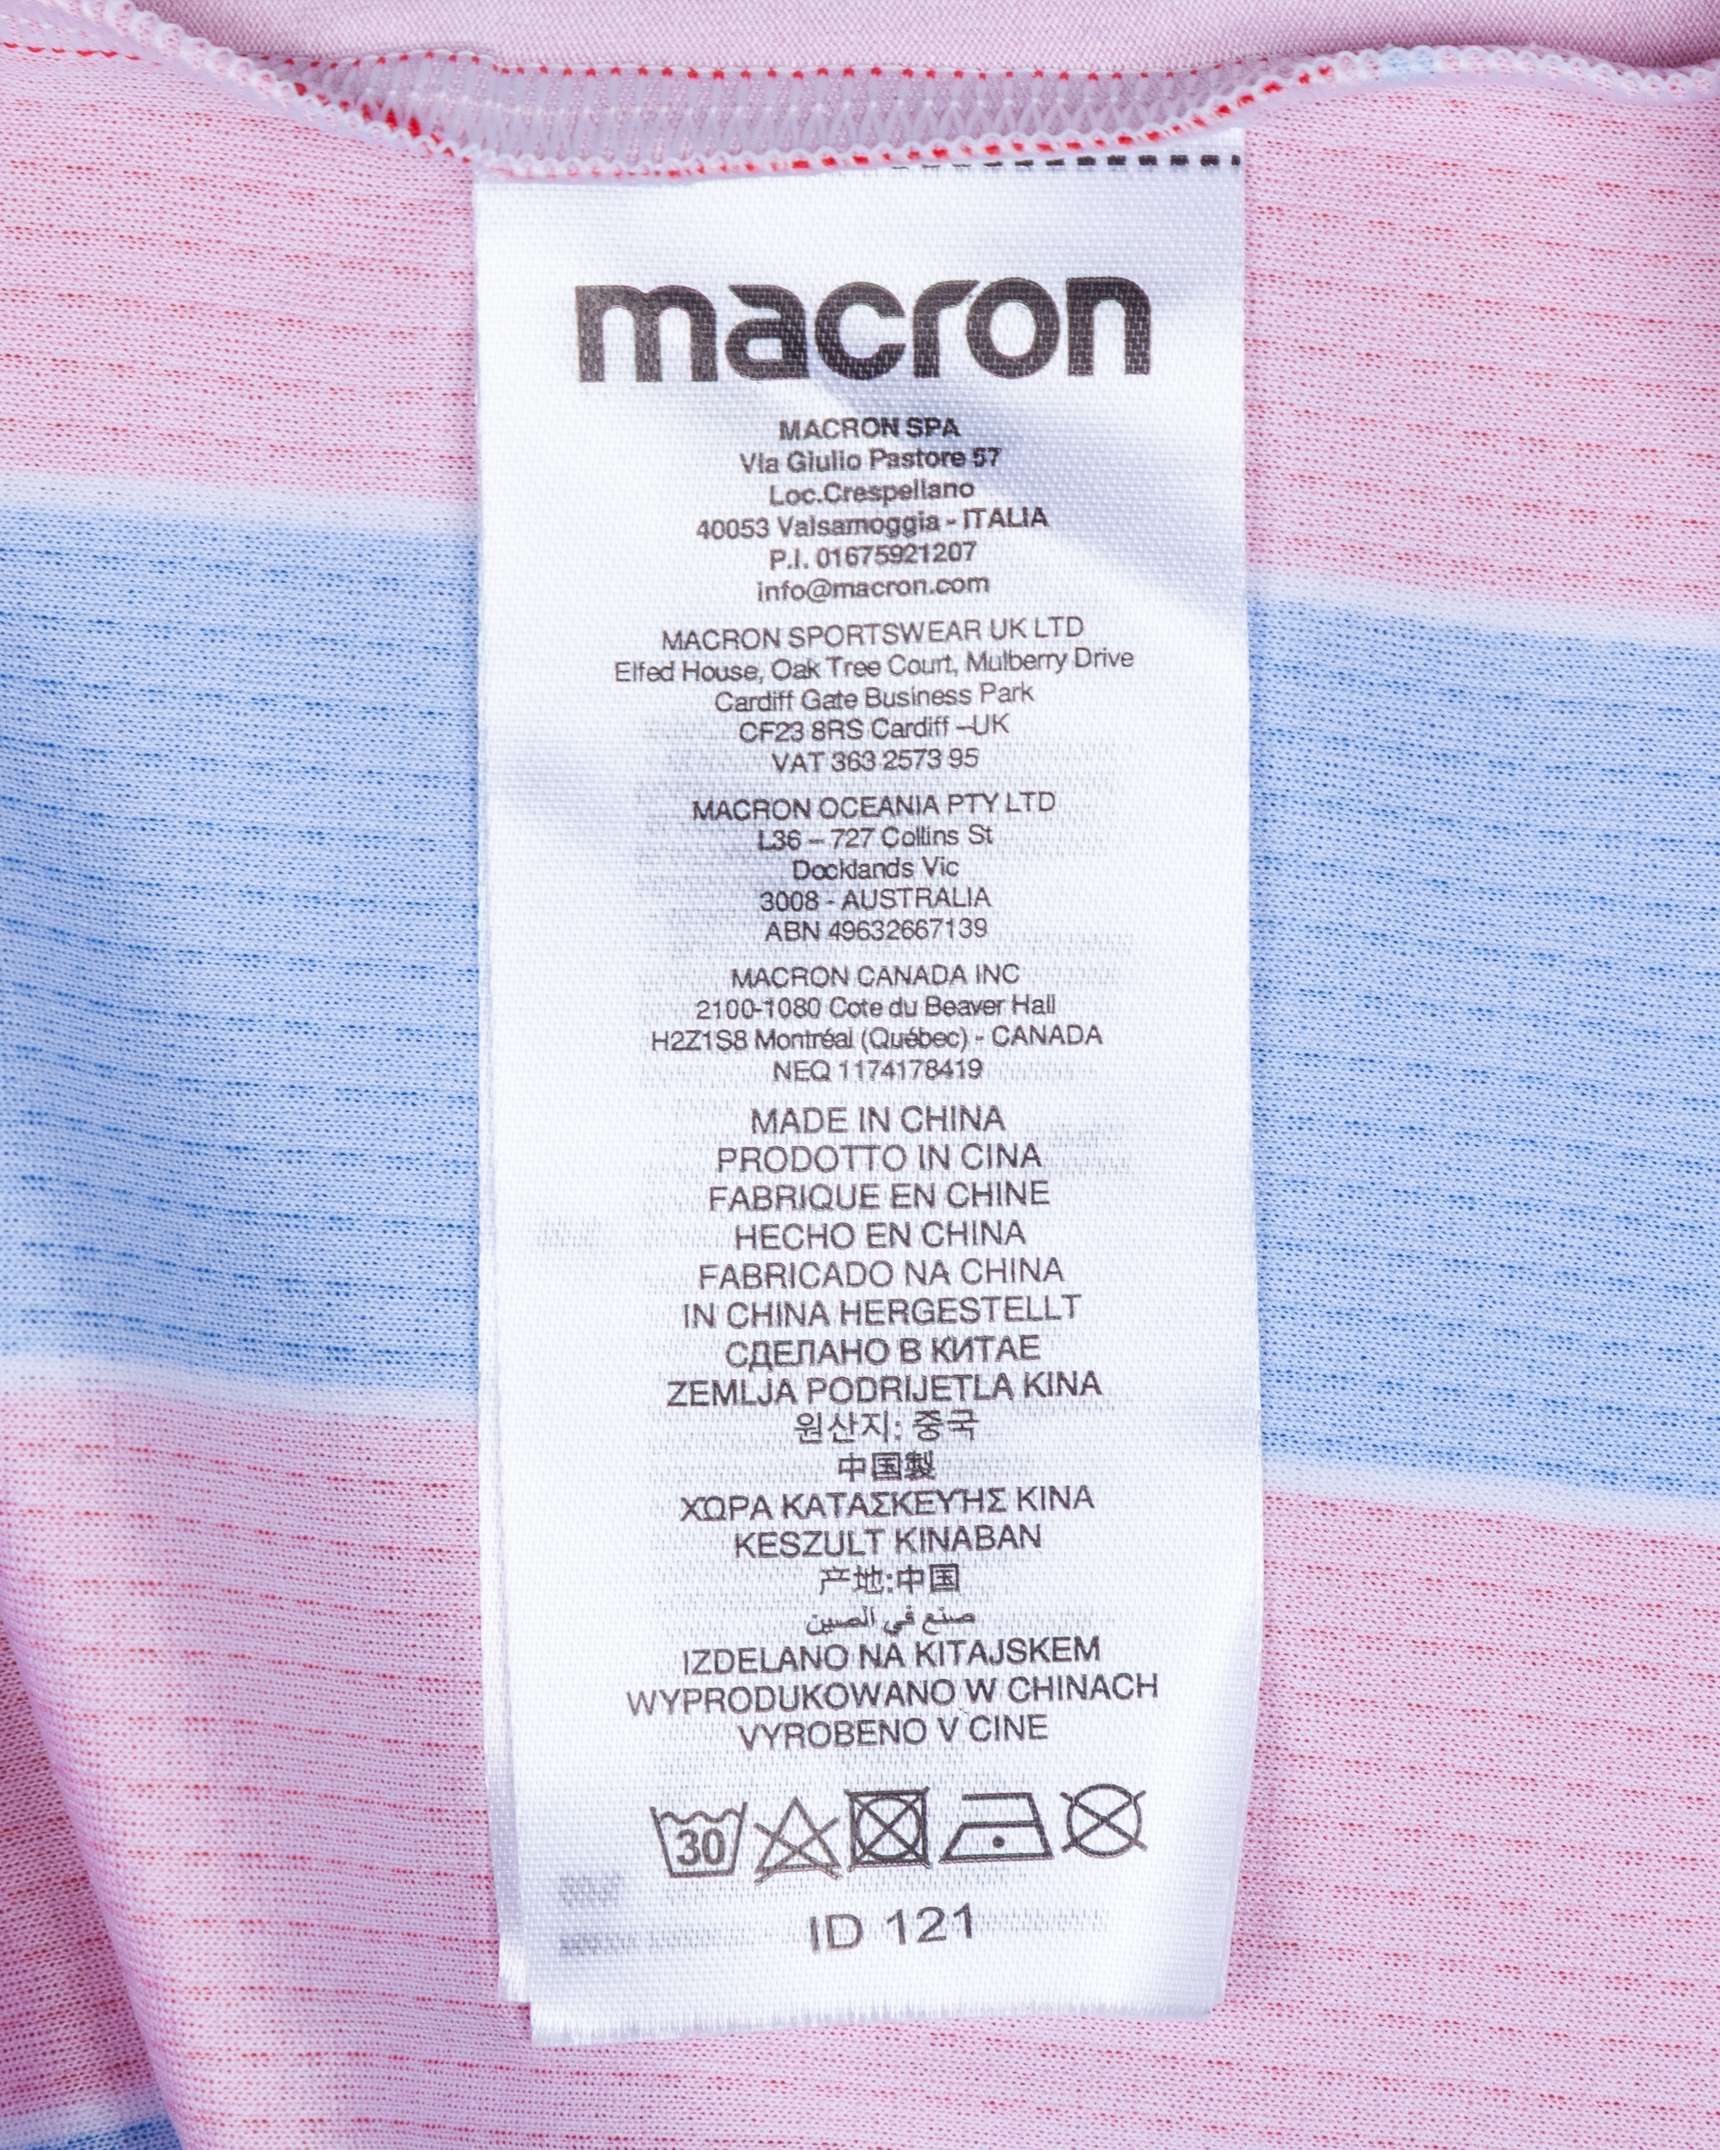 macron
MACRON SPA
Via Giulio Pastore 57
Loc.Crespellano
40053 Valsamoggia - ITALIA
P.I. 01675921207
info@macron.com
MACRON SPORTSWEAR UK LTD
Elfed House, Oak Tree Court, Mulberry Drive
Cardiff Gate Business Park
CF23 8RS Cardiff –UK
VAT 363 2573 95
MACRON OCEANIA PTY LTD
L36 – 727 Collins St
Docklands Vic
3008 - AUSTRALIA
ABN 49632667139
MACRON CANADA INC
2100-1080 Cote du Beaver Hall
H2Z1S8 Montréal (Québec) - CANADA
NEQ 1174178419
MADE IN CHINA
PRODOTTO IN CINA
FABRIQUE EN CHINE
HECHO EN CHINA
FABRICADO NA CHINA
IN CHINA HERGESTELLT
СДЕЛАНО В КИТАЕ
ZEMLJA PODRIJETLA KINA
원산지: 중국
中国製
ΧΩΡΑ ΚΑΤΑΣΚΕΥΉΣ ΚΙΝΑ
KESZULT KINABAN
产地:中国
صنع في الصين
IZDELANO NA KITAJSKEM
WYPRODUKOWANO W CHINACH
VYROBENO V CINE
30
ID 121